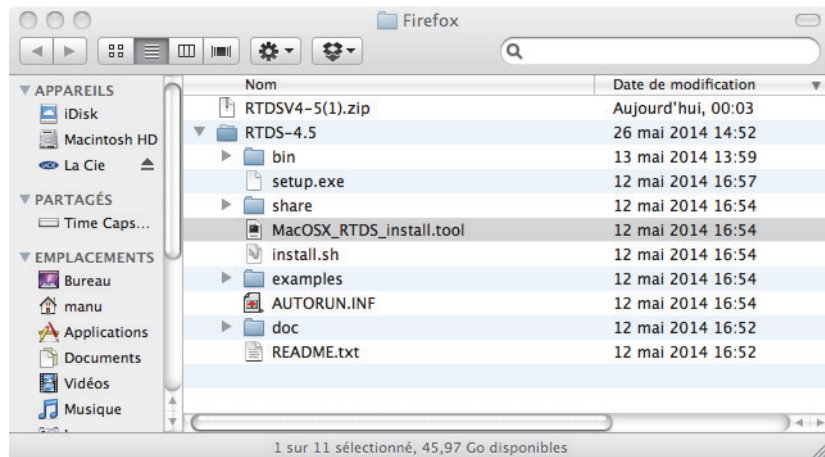 Firefox
Nom Date de modification
APPAREILS
iDisk
Macintosh HD
La Cie
PARTAGÉS
Time Caps...
EMPLACEMENTS
Bureau
manu
Applications
Documents
Vidéos
Musique
RTDSV4-5(1).zip Aujourd'hui, 00:03
RTDS-4.5 26 mai 2014 14:52
bin 13 mai 2014 13:59
setup.exe 12 mai 2014 16:57
share 12 mai 2014 16:54
MacOSX_RTDS_install.tool 12 mai 2014 16:54
install.sh 12 mai 2014 16:54
examples 12 mai 2014 16:54
AUTORUN.INF 12 mai 2014 16:54
doc 12 mai 2014 16:52
README.txt 12 mai 2014 16:52
1 sur 11 sélectionné, 45,97 Go disponibles